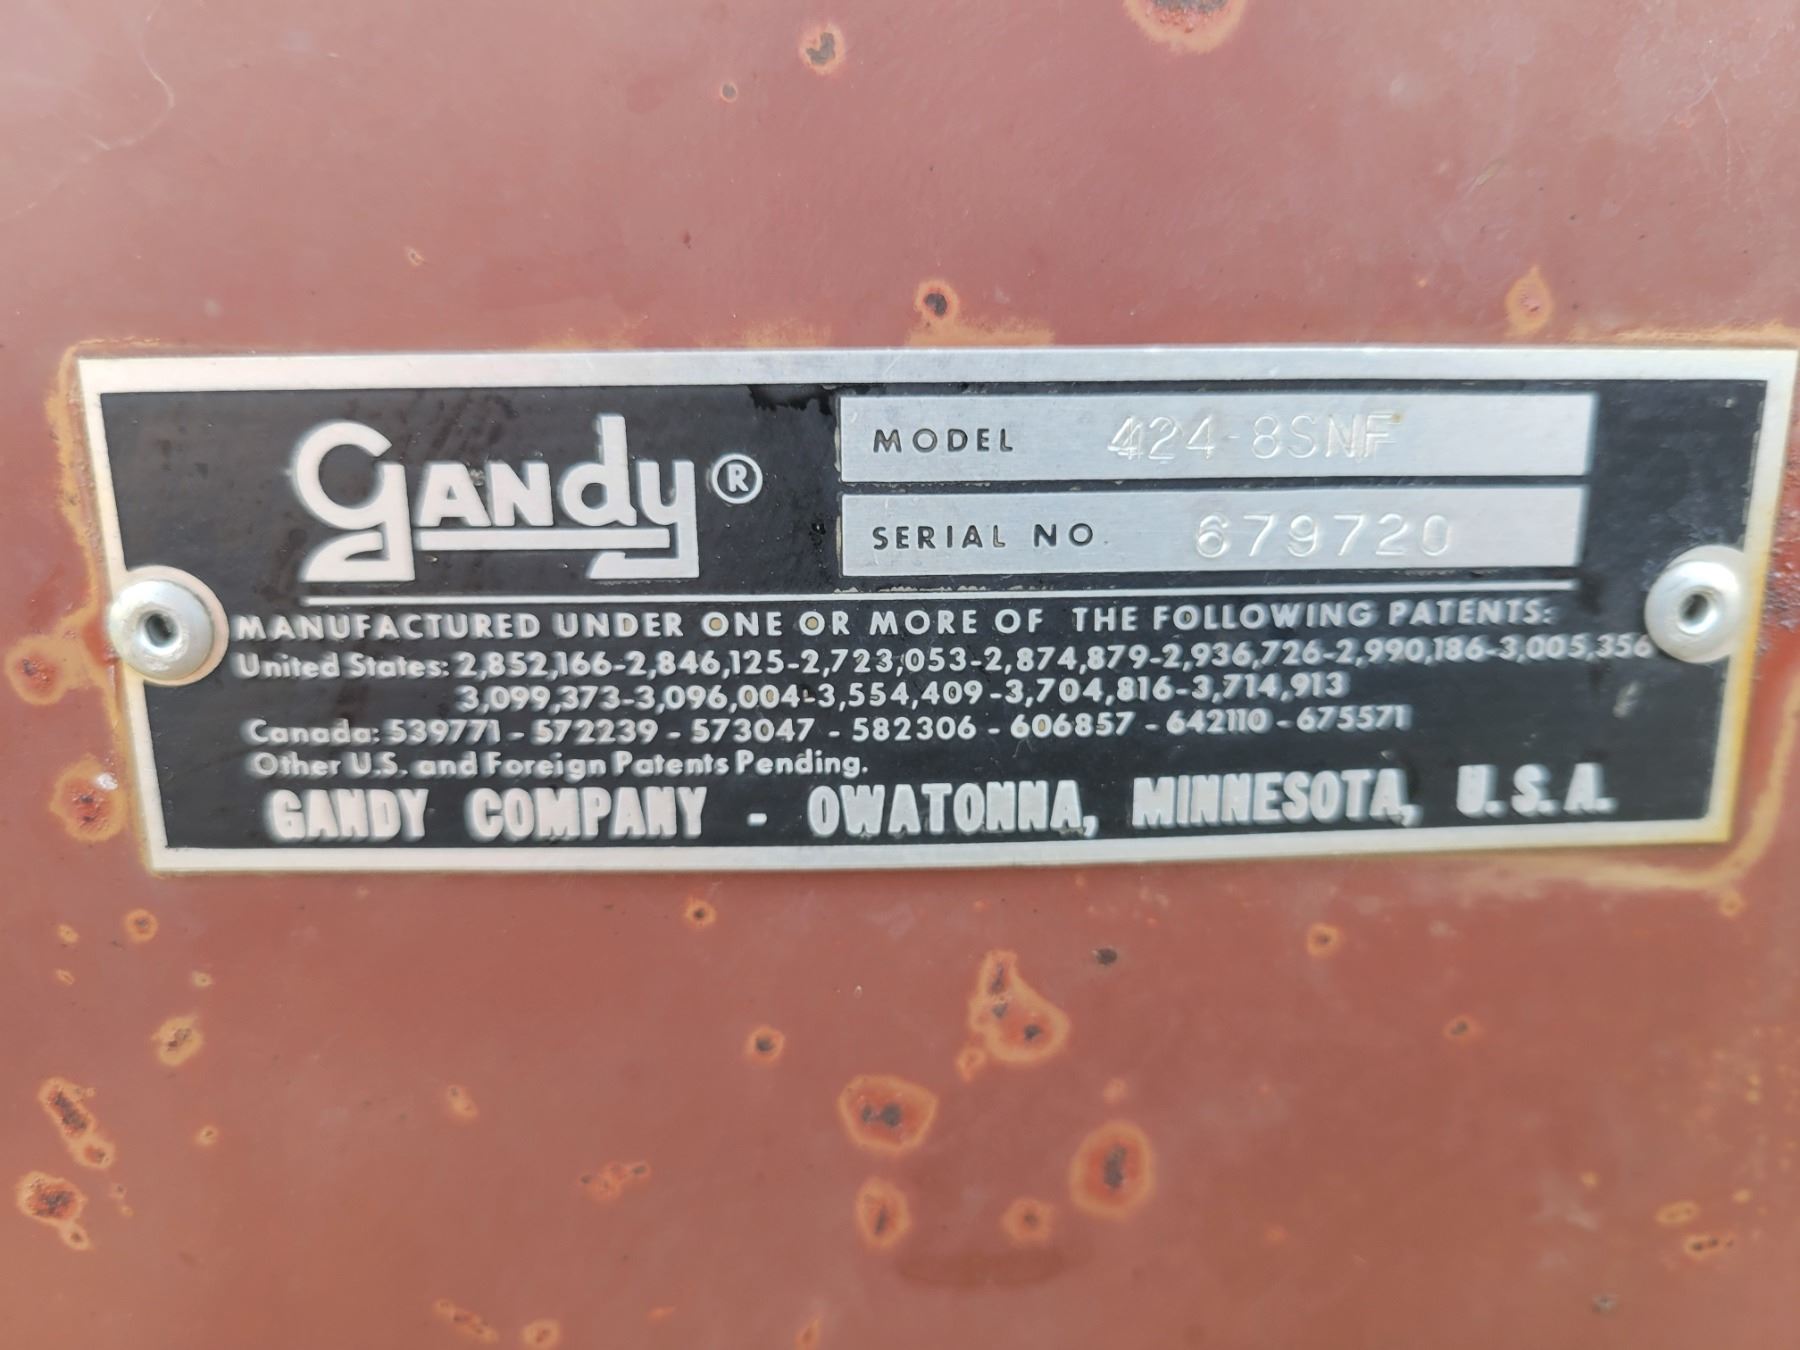 gANdy®
MODEL 424-8SNF
SERIAL NO. 679720
MANUFACTURED UNDER ONE OR MORE OF THE FOLLOWING PATENTS:
United States: 2,852,166-2,846,125-2,723,053-2,874,879-2,936,726-2,990,186-3,005,356
3,099,373-3,096,004-3,554,409-3,704,816-3,714,913
Canada: 539771 - 572239 - 573047 - 582306 - 606857 - 642110 - 675571
Other U.S. and Foreign Patents Pending.
GANDY COMPANY - OWATONNA, MINNESOTA, U.S.A.